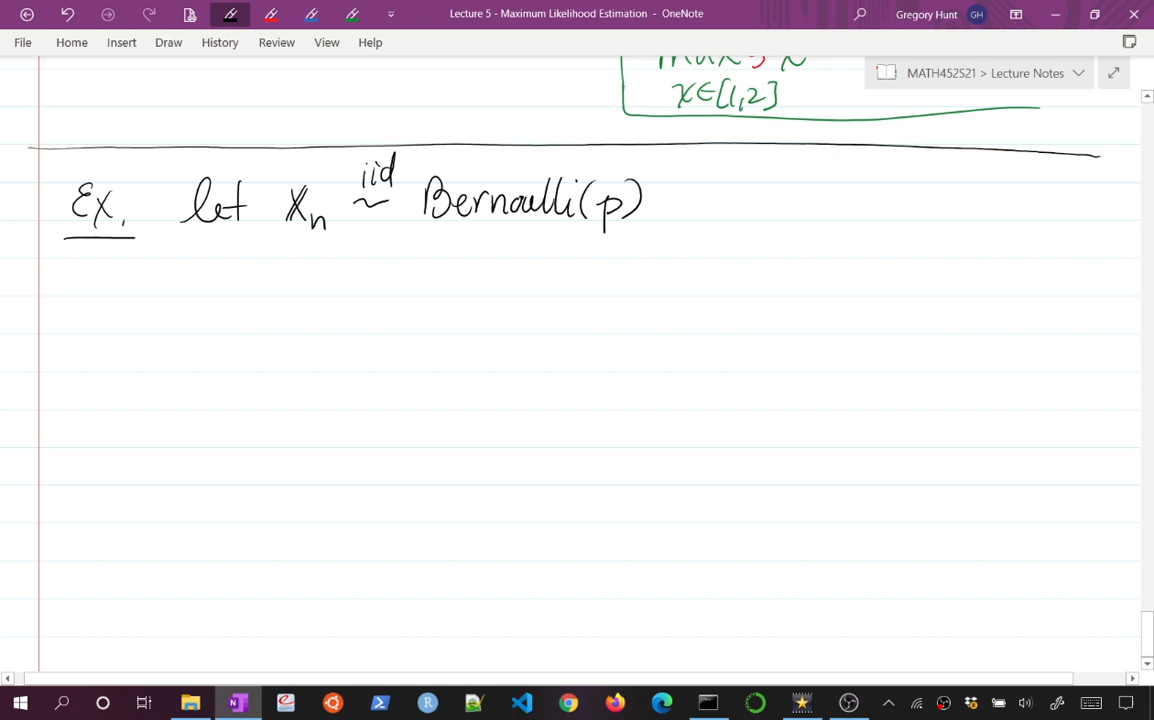 Lecture 5 - Maximum Likelihood Estimation - OneNote
Gregory Hunt GH
File Home Insert Draw History Review View Help
MATH452S21 > Lecture Notes
x∈[1,2]
Ex. let Xn iid ~ Bernoulli(p)